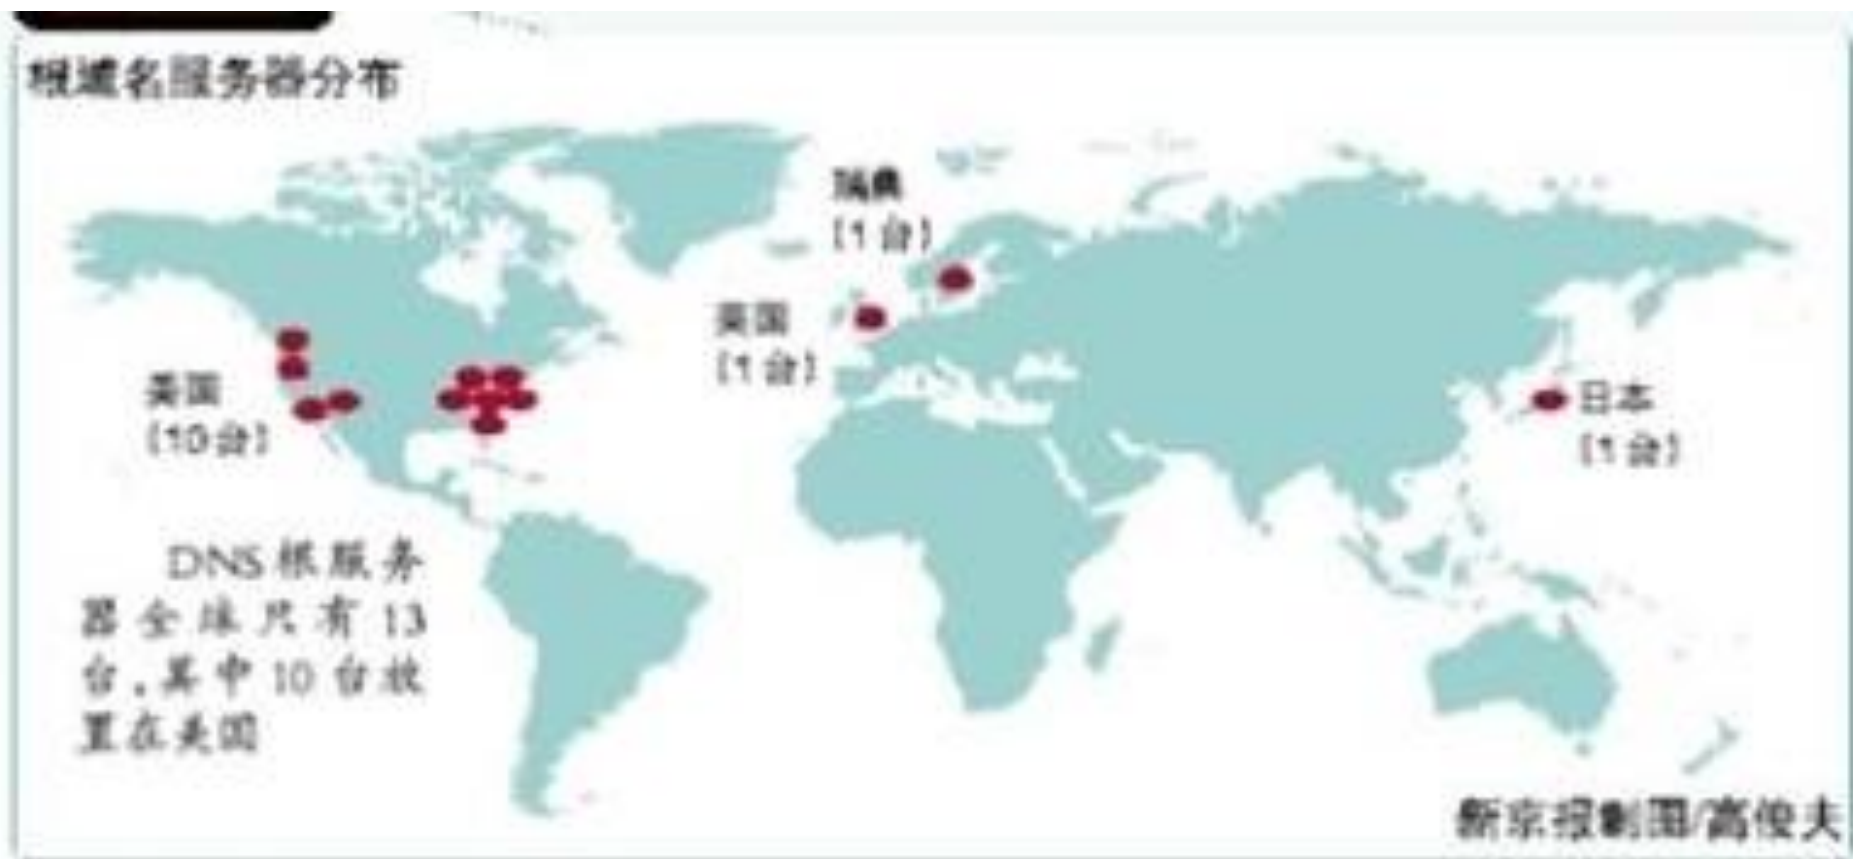 根域名服务器分布
瑞典
(1台)
英国
(1台)
美国
(10台)
日本
(1台)
DNS根服务
器全球只有13
台,其中10台放
置在美国
新京报制图/高俊夫